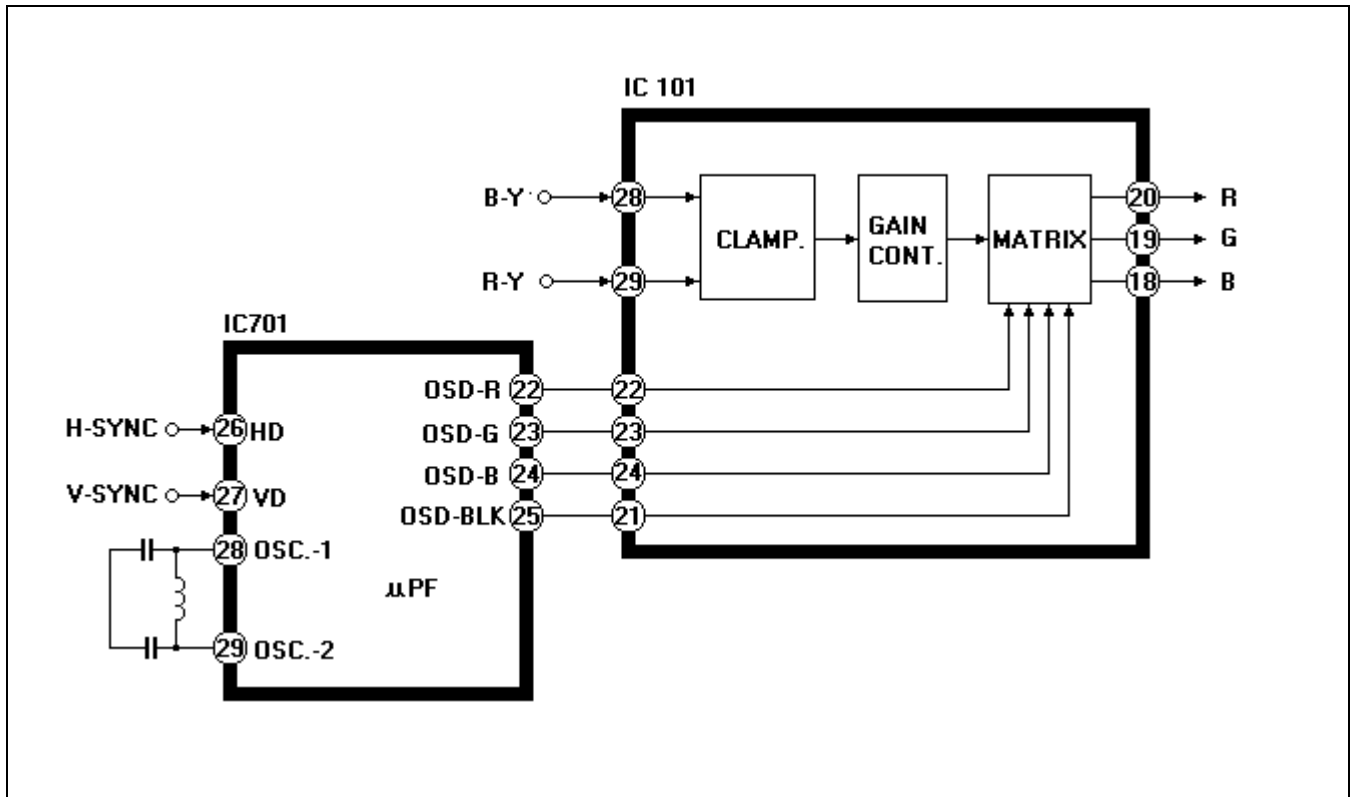 IC 101
B-Y
28
CLAMP.
GAIN
CONT.
MATRIX
20
R
19
G
R-Y
29
18
B
IC701
OSD-R
22
22
H-SYNC
26
HD
OSD-G
23
23
OSD-B
24
24
V-SYNC
27
VD
OSD-BLK
25
21
28
OSC.-1
μPF
29
OSC.-2